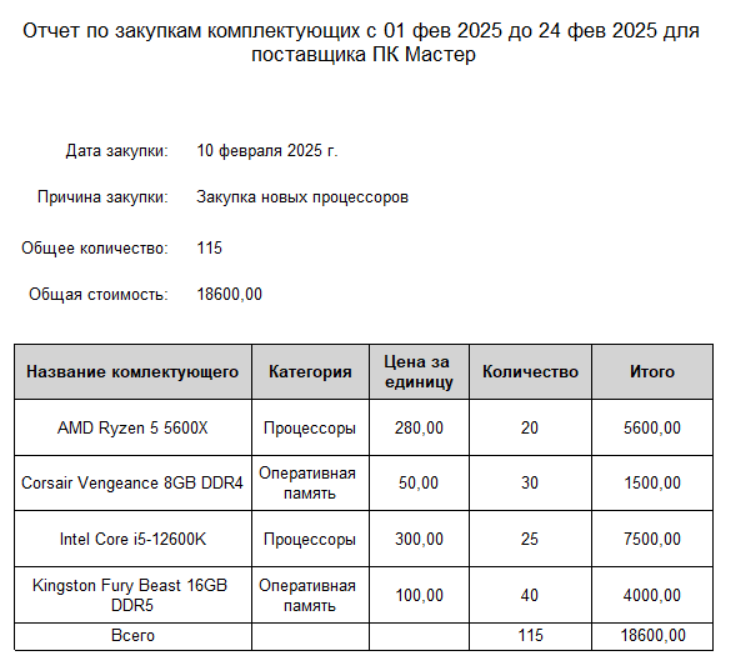 Отчет по закупкам комплектующих с 01 фев 2025 до 24 фев 2025 для
поставщика ПК Мастер
Дата закупки: 10 февраля 2025 г.
Причина закупки: Закупка новых процессоров
Общее количество: 115
Общая стоимость: 18600,00
Название комлектующего Категория Цена за единицу Количество Итого
AMD Ryzen 5 5600X Процессоры 280,00 20 5600,00
Corsair Vengeance 8GB DDR4 Оперативная память 50,00 30 1500,00
Intel Core i5-12600K Процессоры 300,00 25 7500,00
Kingston Fury Beast 16GB DDR5 Оперативная память 100,00 40 4000,00
Всего 115 18600,00